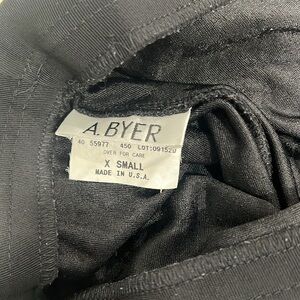 A. BYER
40 55977 450 LOT:091520
OVER FOR CARE
X SMALL
MADE IN U.S.A.